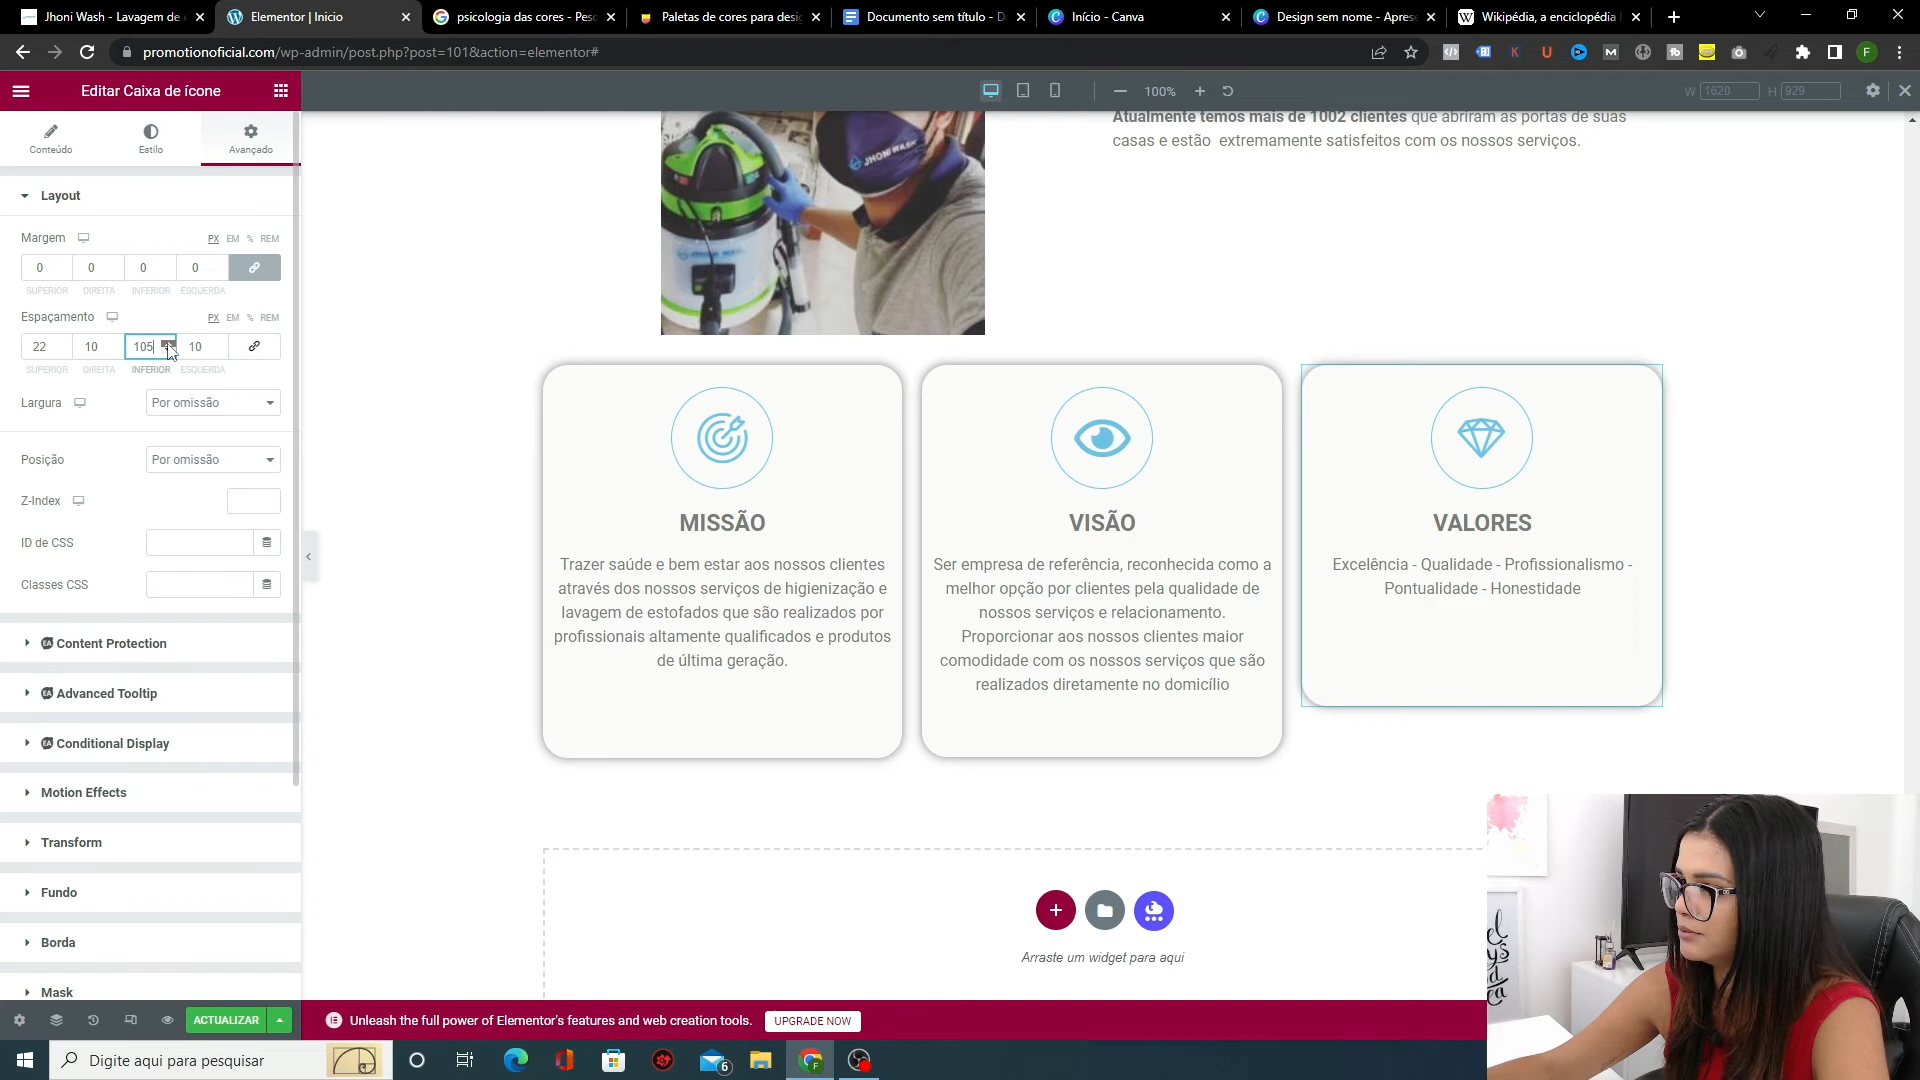 Jhoni Wash - Lavagem de
Elementor | Inicio
psicologia das cores - Pesq
Paletas de cores para desig
Documento sem título - D
Início - Canva
Design sem nome - Aprese
Wikipédia, a enciclopédia
promotionoficial.com/wp-admin/post.php?post=101&action=elementor#
Editar Caixa de ícone
100%
W 1620 H 929
Conteúdo
Estilo
Avançado
Layout
Margem
PX EM % REM
0 0 0 0
SUPERIOR DIREITA INFERIOR ESQUERDA
Espaçamento
PX EM % REM
22 10 105 10
SUPERIOR DIREITA INFERIOR ESQUERDA
Largura
Por omissão
Posição
Por omissão
Z-Index
ID de CSS
Classes CSS
EA Content Protection
EA Advanced Tooltip
EA Conditional Display
Motion Effects
Transform
Fundo
Borda
Mask
ACTUALIZAR
Atualmente temos mais de 1002 clientes que abriram as portas de suas
casas e estão extremamente satisfeitos com os nossos serviços.
JHONI WASH
MISSÃO
Trazer saúde e bem estar aos nossos clientes
através dos nossos serviços de higienização e
lavagem de estofados que são realizados por
profissionais altamente qualificados e produtos
de última geração.
VISÃO
Ser empresa de referência, reconhecida como a
melhor opção por clientes pela qualidade de
nossos serviços e relacionamento.
Proporcionar aos nossos clientes maior
comodidade com os nossos serviços que são
realizados diretamente no domicílio
VALORES
Excelência - Qualidade - Profissionalismo -
Pontualidade - Honestidade
Arraste um widget para aqui
Unleash the full power of Elementor's features and web creation tools.
UPGRADE NOW
Digite aqui para pesquisar
6